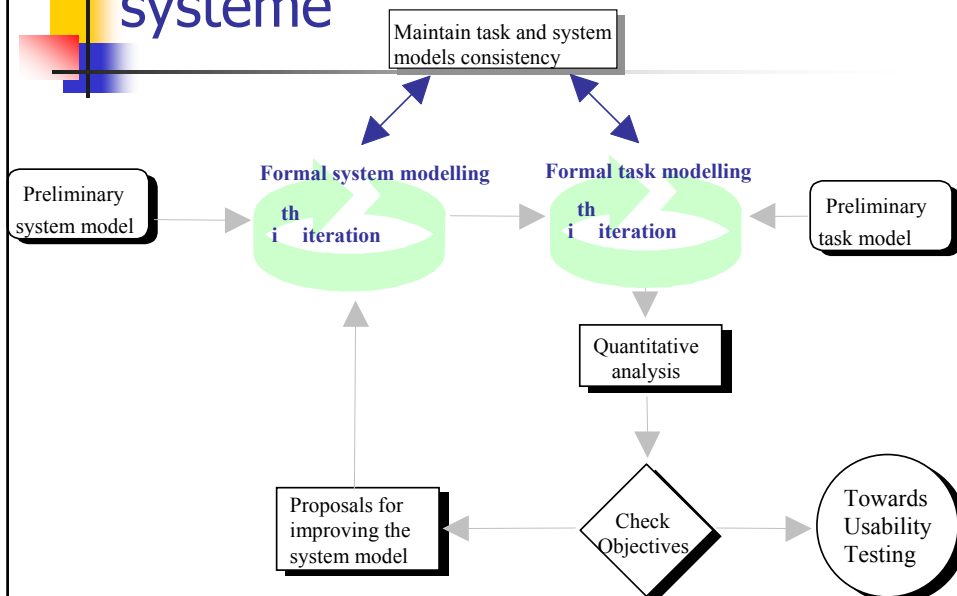 système
Maintain task and system
models consistency
Formal system modelling
Formal task modelling
Preliminary
system model
th
i iteration
th
i iteration
Preliminary
task model
Quantitative
analysis
Proposals for
improving the
system model
Check
Objectives
Towards
Usability
Testing